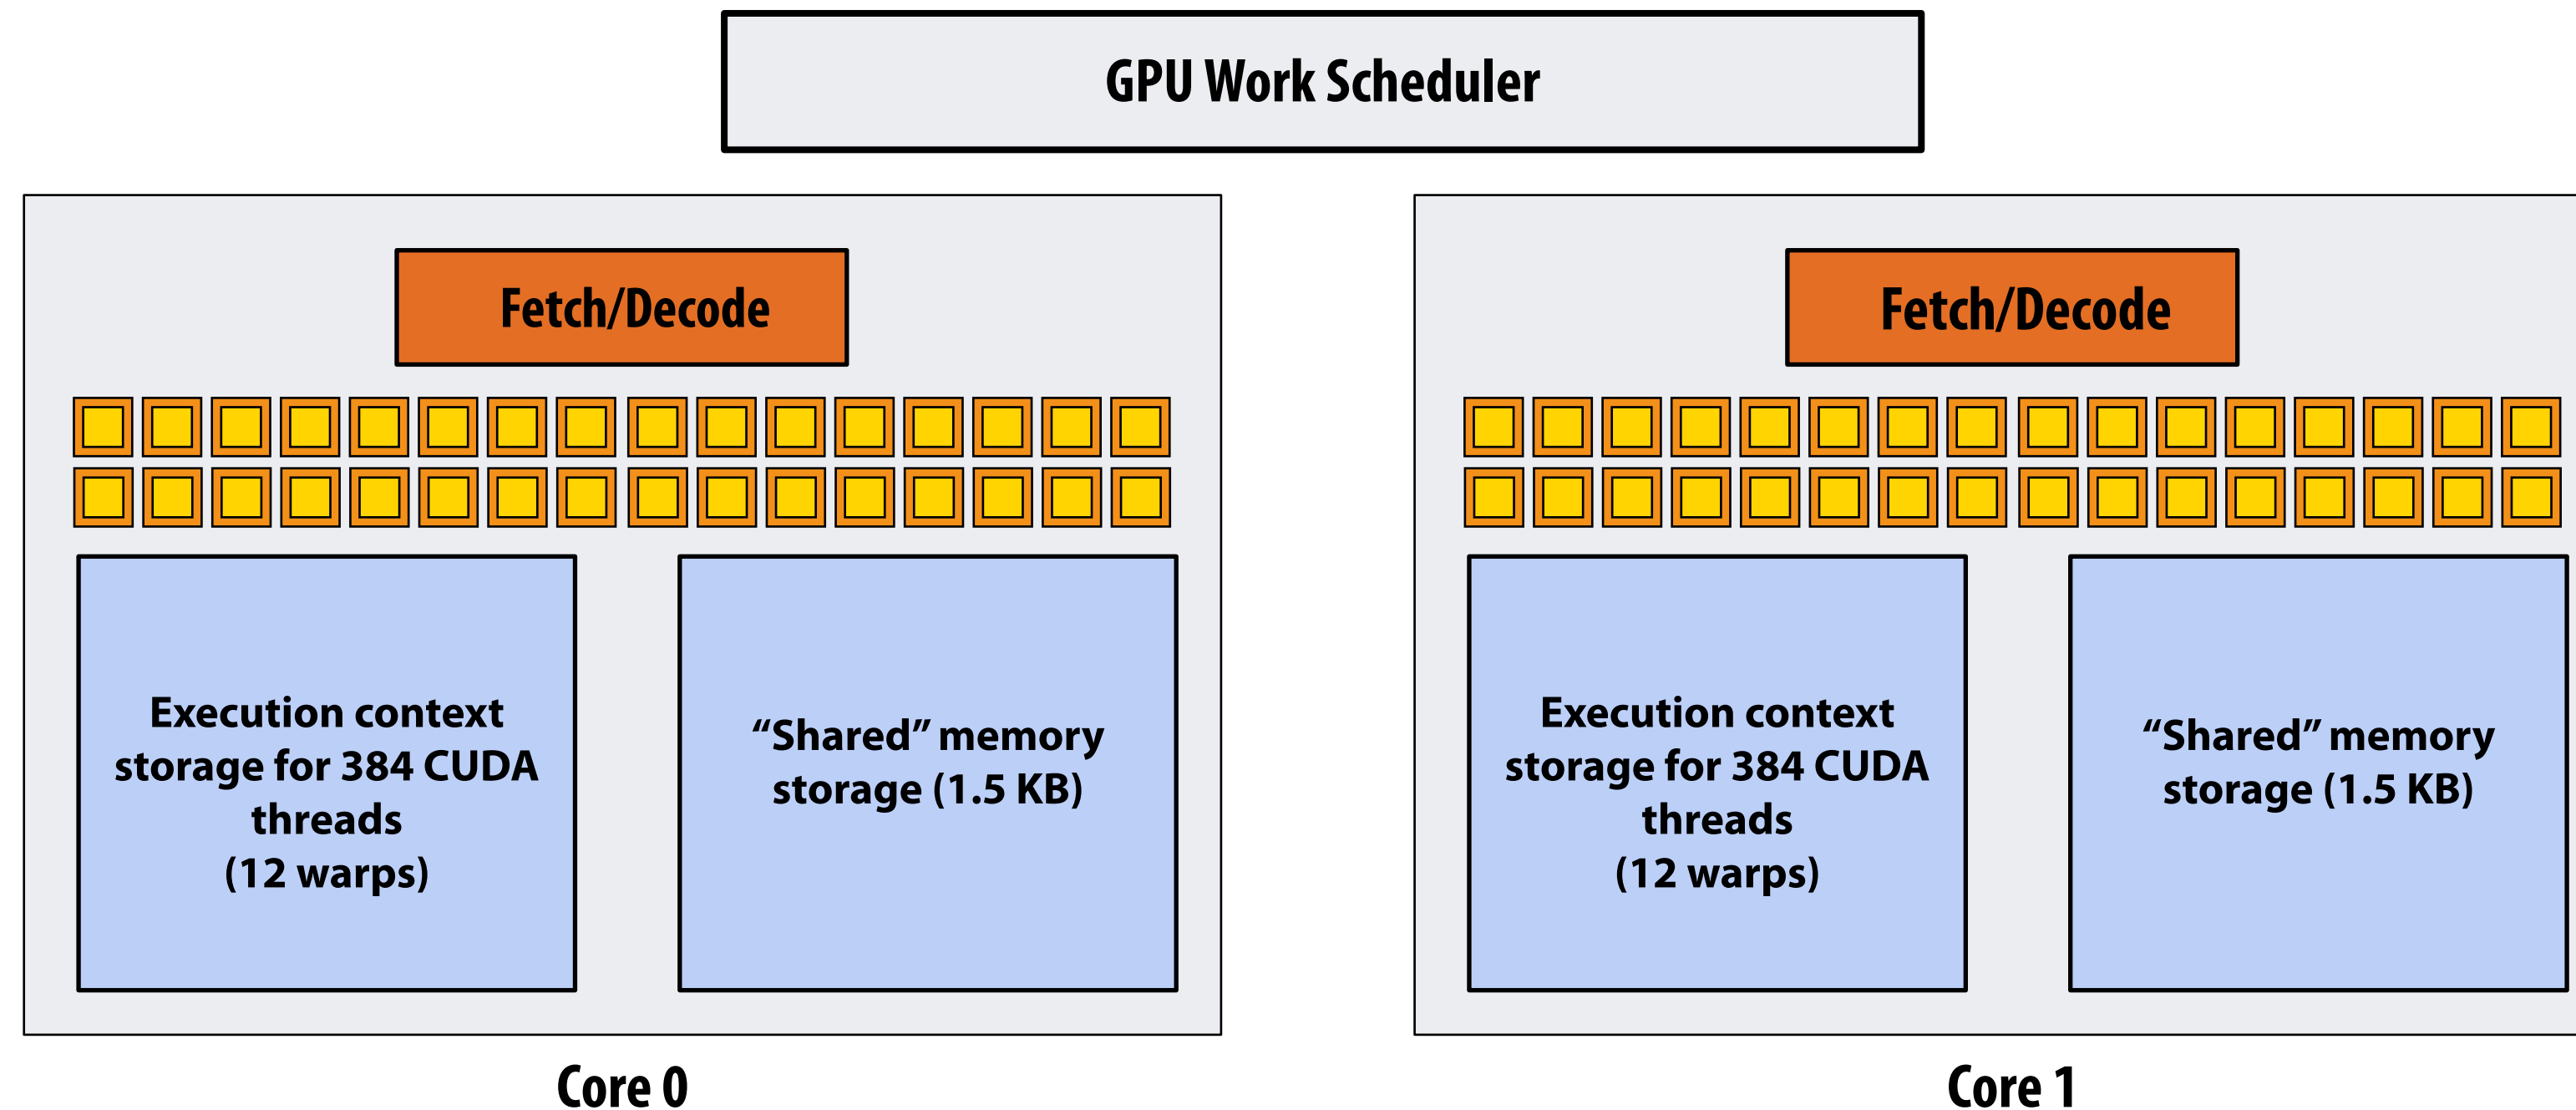 GPU Work Scheduler
Fetch/Decode
Execution context
storage for 384 CUDA
threads
(12 warps)
“Shared” memory
storage (1.5 KB)
Core 0
Fetch/Decode
Execution context
storage for 384 CUDA
threads
(12 warps)
“Shared” memory
storage (1.5 KB)
Core 1